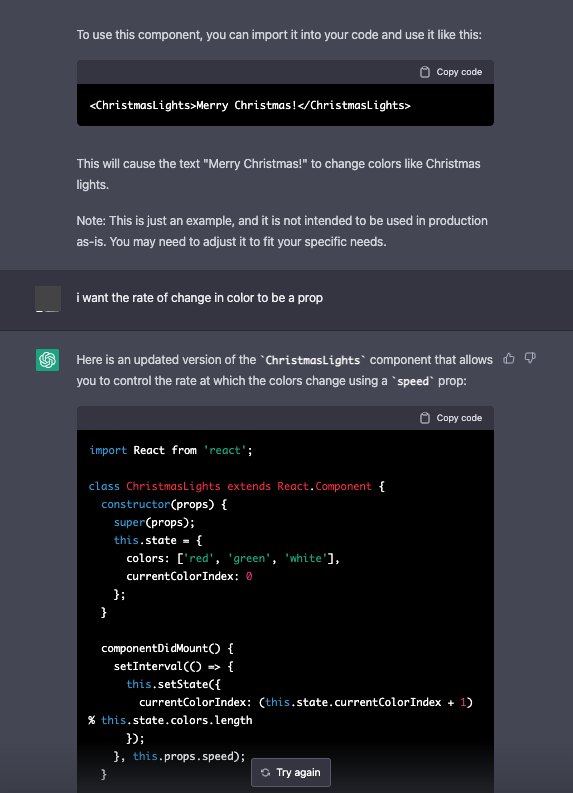 To use this component, you can import it into your code and use it like this:
Copy code
<ChristmasLights>Merry Christmas!</ChristmasLights>
This will cause the text "Merry Christmas!" to change colors like Christmas
lights.
Note: This is just an example, and it is not intended to be used in production
as-is. You may need to adjust it to fit your specific needs.
i want the rate of change in color to be a prop
Here is an updated version of the `ChristmasLights` component that allows
you to control the rate at which the colors change using a `speed` prop:
Copy code
import React from 'react';
class ChristmasLights extends React.Component {
constructor(props) {
super(props);
this.state = {
colors: ['red', 'green', 'white'],
currentColorIndex: 0
};
}
componentDidMount() {
setInterval(() => {
this.setState({
currentColorIndex: (this.state.currentColorIndex + 1)
% this.state.colors.length
});
}, this.props.speed);
}
Try again